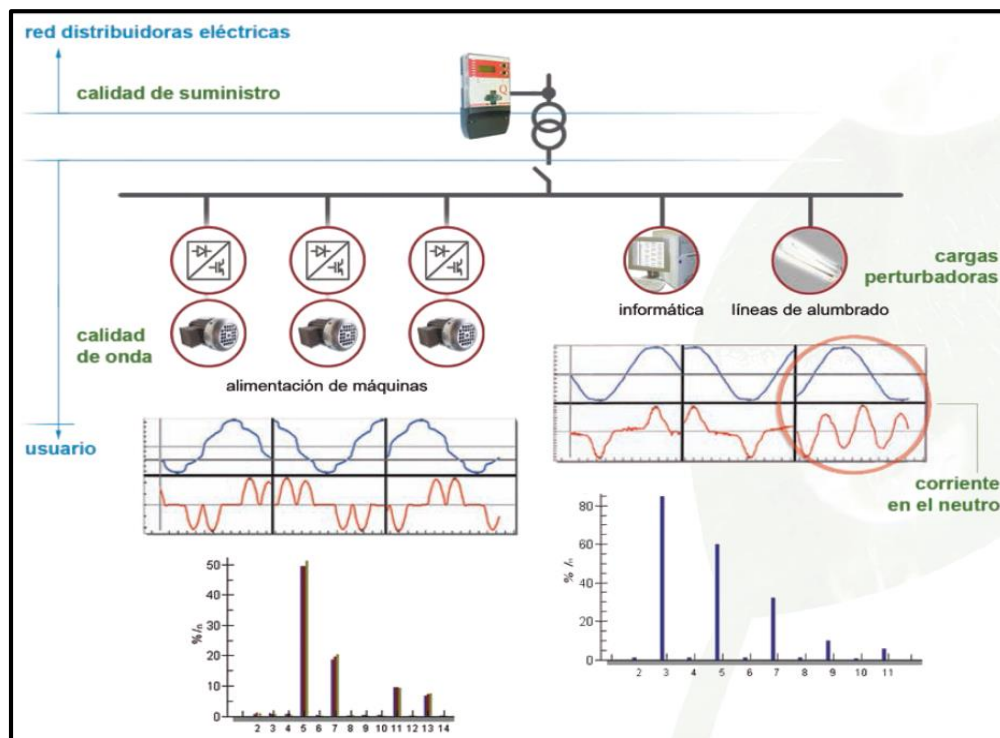 red distribuidoras eléctricas
calidad de suministro
Q
cargas
perturbadoras
informática
líneas de alumbrado
calidad
de onda
alimentación de máquinas
usuario
corriente
en el neutro
50
40
30
20
10
0
%/n
2 3 4 5 6 7 8 9 10 11 12 13 14
80
60
40
20
0
% /n
2 3 4 5 6 7 8 9 10 11